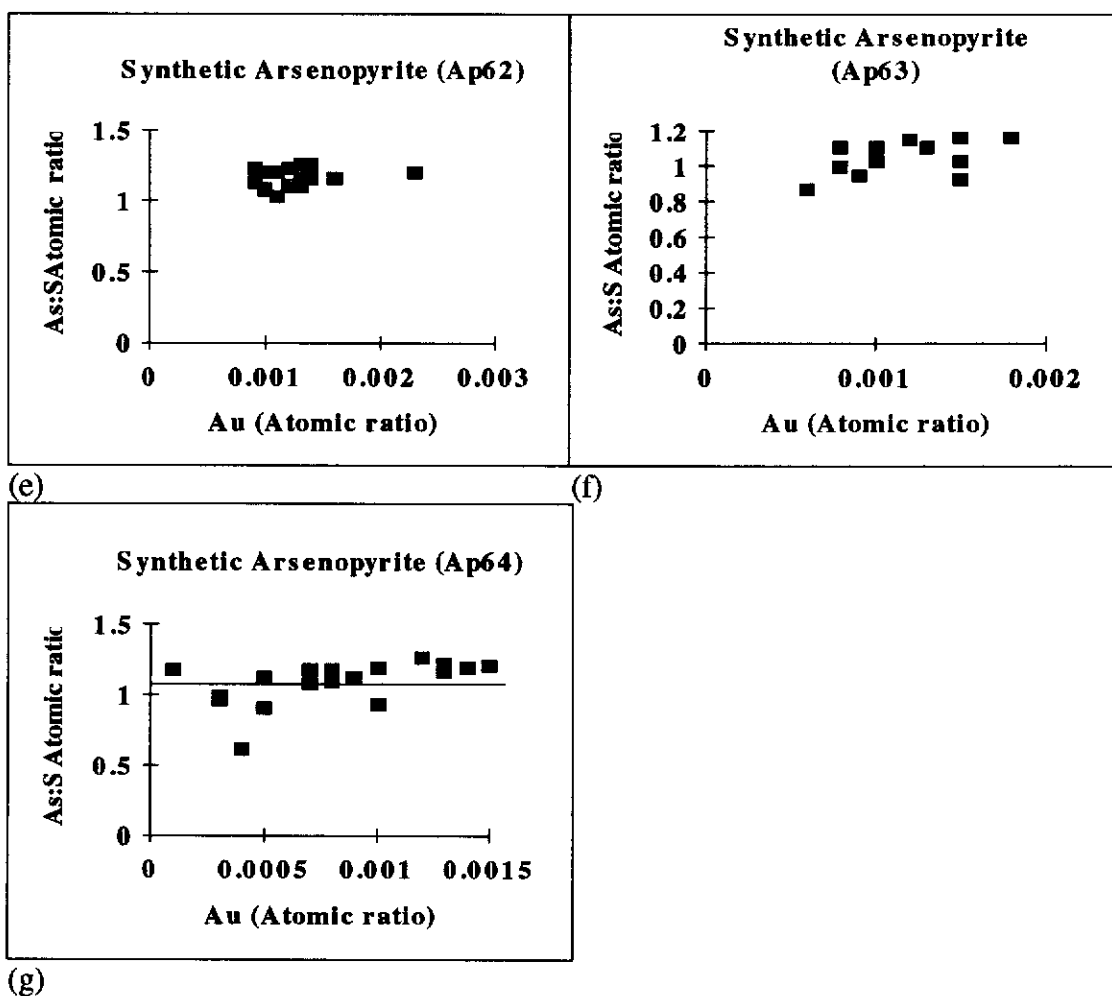 Synthetic Arsenopyrite (Ap62)
As:SAtomic ratio
1.5
1
0.5
0
0 0.001 0.002 0.003
Au (Atomic ratio)
(e)
Synthetic Arsenopyrite
(Ap63)
As:S Atomic ratio
1.2
1
0.8
0.6
0.4
0.2
0
0 0.001 0.002
Au (Atomic ratio)
(f)
Synthetic Arsenopyrite (Ap64)
As:S Atomic ratio
1.5
1
0.5
0
0 0.0005 0.001 0.0015
Au (Atomic ratio)
(g)